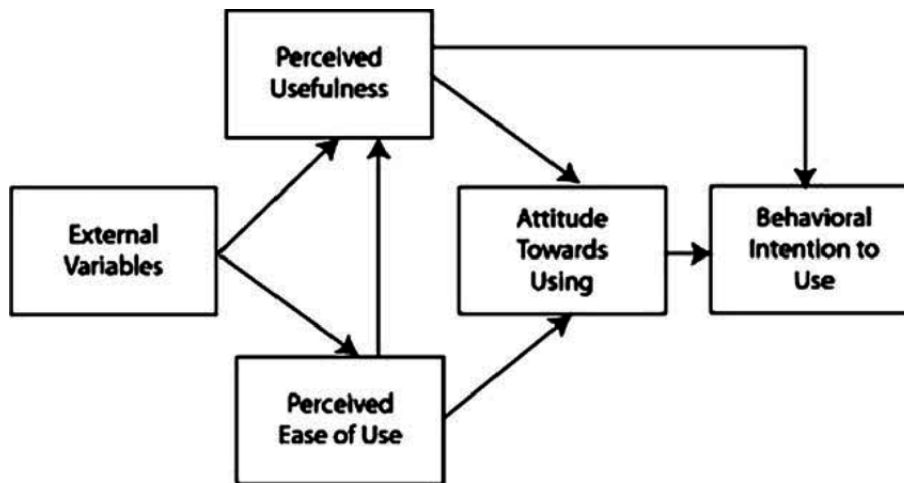 Perceived
Usefulness
External
Variables
Attitude
Towards
Using
Behavioral
Intention to
Use
Perceived
Ease of Use